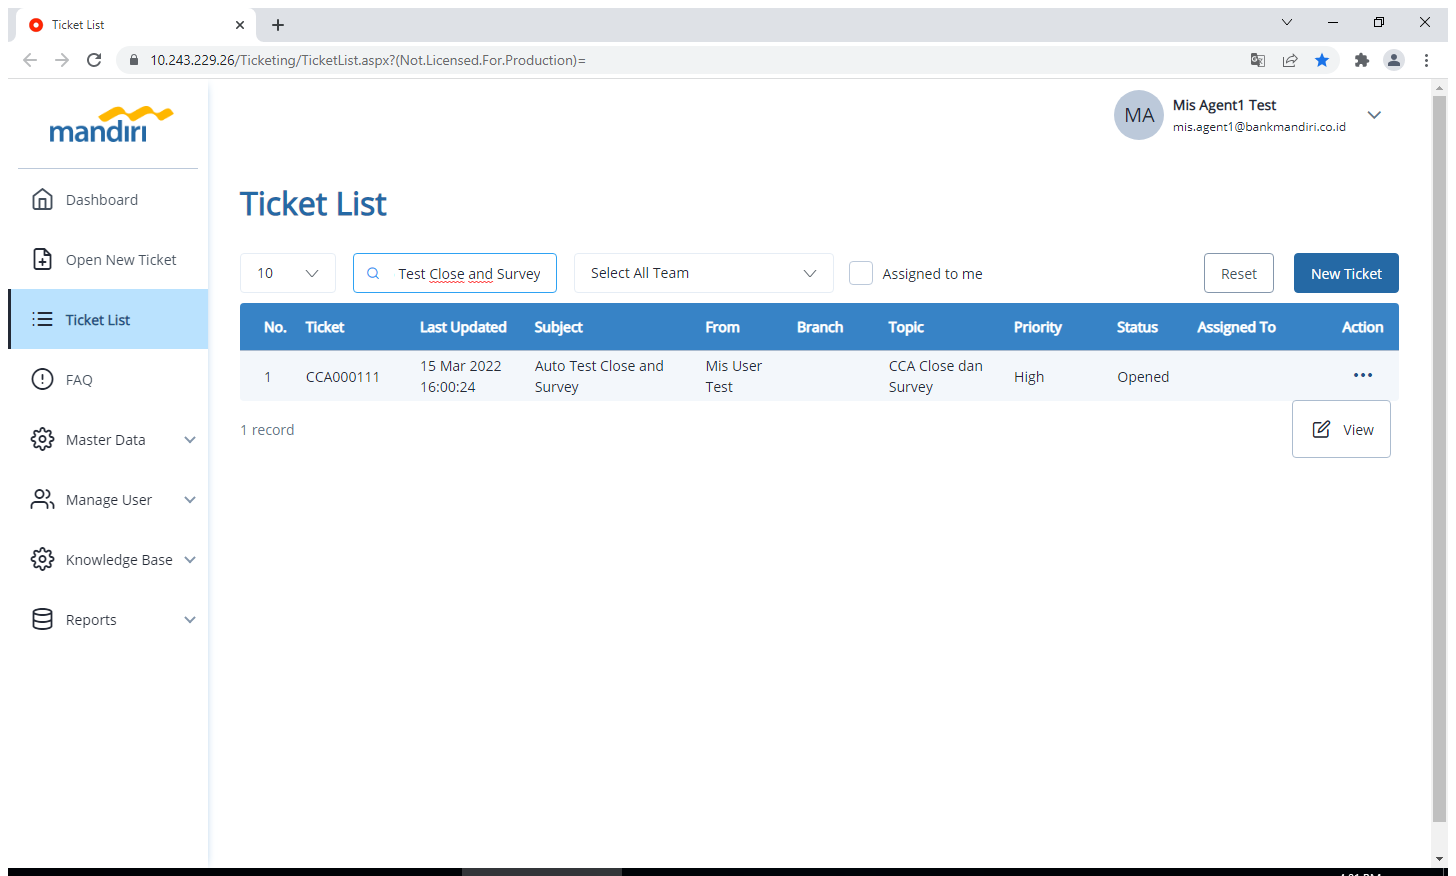 Ticket List
10.243.229.26/Ticketing/TicketList.aspx?(Not.Licensed.For.Production)=
mandiri
MA
Mis Agent1 Test
mis.agent1@bankmandiri.co.id
Dashboard
Open New Ticket
Ticket List
FAQ
Master Data
Manage User
Knowledge Base
Reports
Ticket List
10
Test Close and Survey
Select All Team
Assigned to me
Reset
New Ticket
No. Ticket Last Updated Subject From Branch Topic Priority Status Assigned To Action
1 CCA000111 15 Mar 2022 Auto Test Close and Mis User CCA Close dan High Opened
16:00:24 Survey Test Survey
1 record
View